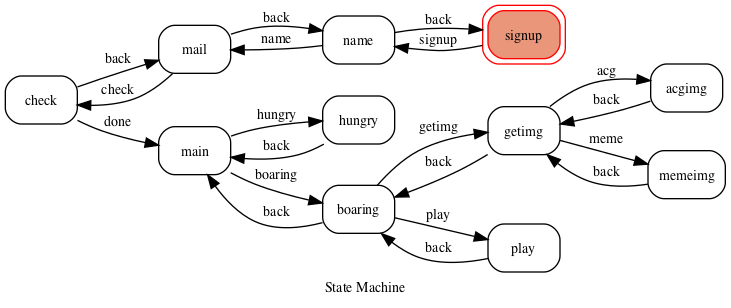 back
back
signup
mail
name
name
signup
back
check
check
acg
acgimg
back
done
hungry
hungry
getimg
getimg
main
back
meme
boaring
back
back
memeimg
boaring
back
play
play
back
State Machine